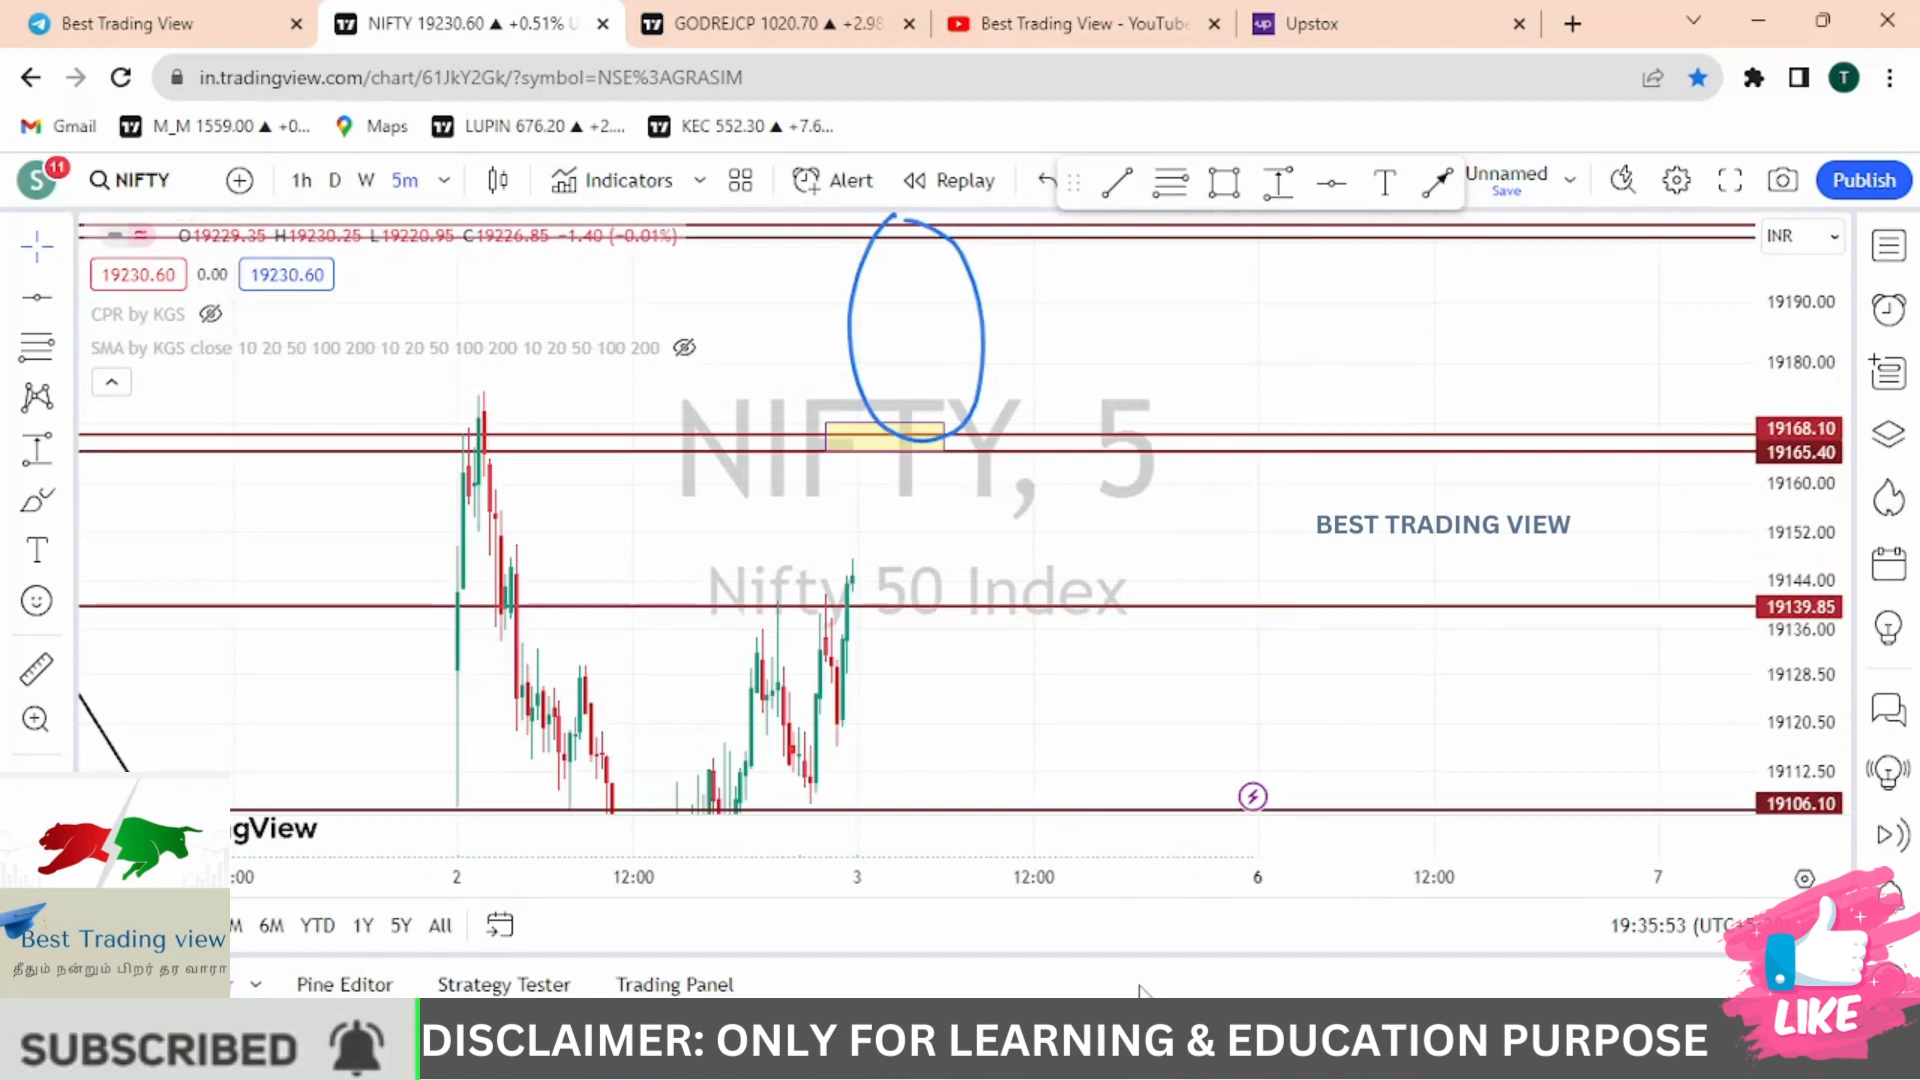 Best Trading View
NIFTY 19230.60 ▲ +0.51% U
GODREJCP 1020.70 ▲ +2.98
Best Trading View - YouTube
Upstox
in.tradingview.com/chart/61JkY2Gk/?symbol=NSE%3AGRASIM
T
Gmail
M_M 1559.00 ▲ +0...
Maps
LUPIN 676.20 ▲ +2....
KEC 552.30 ▲ +7.6...
S
11
NIFTY
1h D W 5m
Indicators
Alert
Replay
T
Unnamed
Save
Publish
O19229.35 H19230.25 L19220.95 C19226.85 −1.40 (−0.01%)
INR
19230.60 0.00 19230.60
CPR by KGS
SMA by KGS close 10 20 50 100 200 10 20 50 100 200 10 20 50 100 200
19190.00
19180.00
19168.10
19165.40
19160.00
19152.00
19144.00
19139.85
19136.00
19128.50
19120.50
19112.50
19106.10
NIFTY, 5
Nifty 50 Index
BEST TRADING VIEW
gView
:00 2 12:00 3 12:00 6 12:00 7
M 6M YTD 1Y 5Y All
19:35:53 (UTC+5
Best Trading view
தீதும் நன்றும் பிறர் தர வாரா
Pine Editor Strategy Tester Trading Panel
LIKE
SUBSCRIBED
DISCLAIMER: ONLY FOR LEARNING & EDUCATION PURPOSE